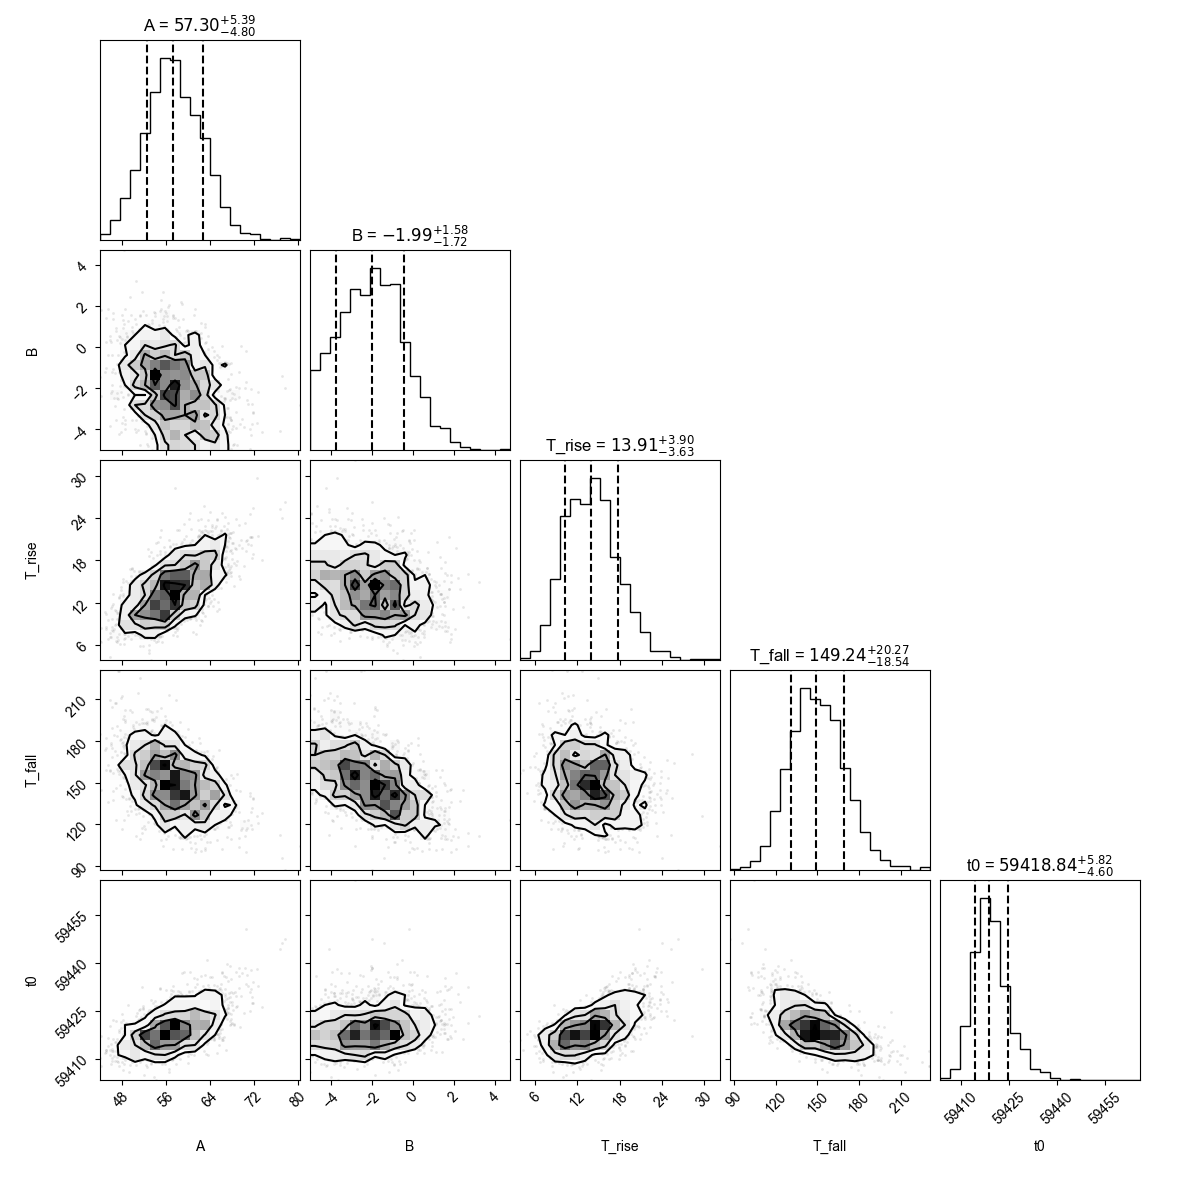 A = 57.30+5.39−4.80
B = −1.99+1.58−1.72
4
2
0
-2
-4
B
T_rise = 13.91+3.90−3.63
30
24
18
12
6
T_rise
T_fall = 149.24+20.27−18.54
210
180
150
120
90
T_fall
t0 = 59418.84+5.82−4.60
59455
59440
59425
59410
t0
48 56 64 72 80 -4 -2 0 2 4 6 12 18 24 30 90 120 150 180 210 59410 59425 59440 59455
A B T_rise T_fall t0